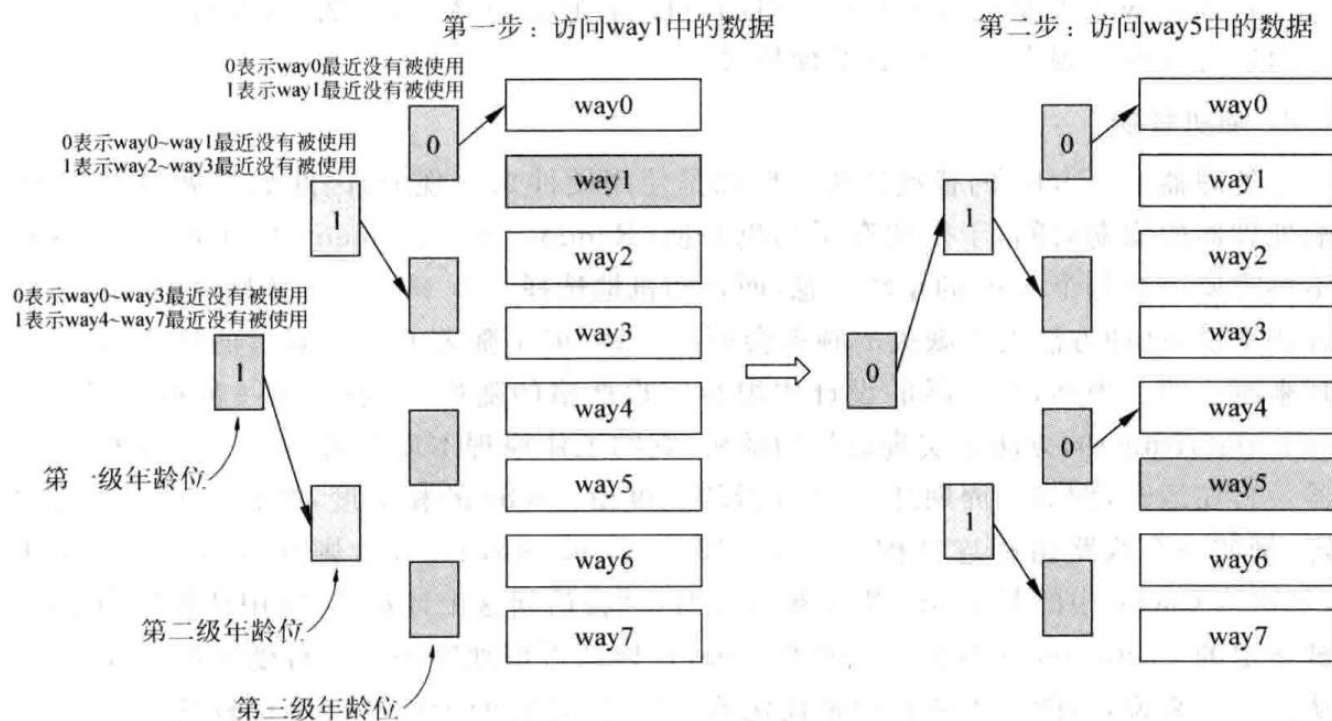 第一步：访问way1中的数据
0表示way0最近没有被使用
1表示way1最近没有被使用
0表示way0~way1最近没有被使用
1表示way2~way3最近没有被使用
0表示way0~way3最近没有被使用
1表示way4~way7最近没有被使用
0
1
1
way0
way1
way2
way3
way4
way5
way6
way7
第一级年龄位
第二级年龄位
第三级年龄位
第二步：访问way5中的数据
0
1
0
0
1
way0
way1
way2
way3
way4
way5
way6
way7